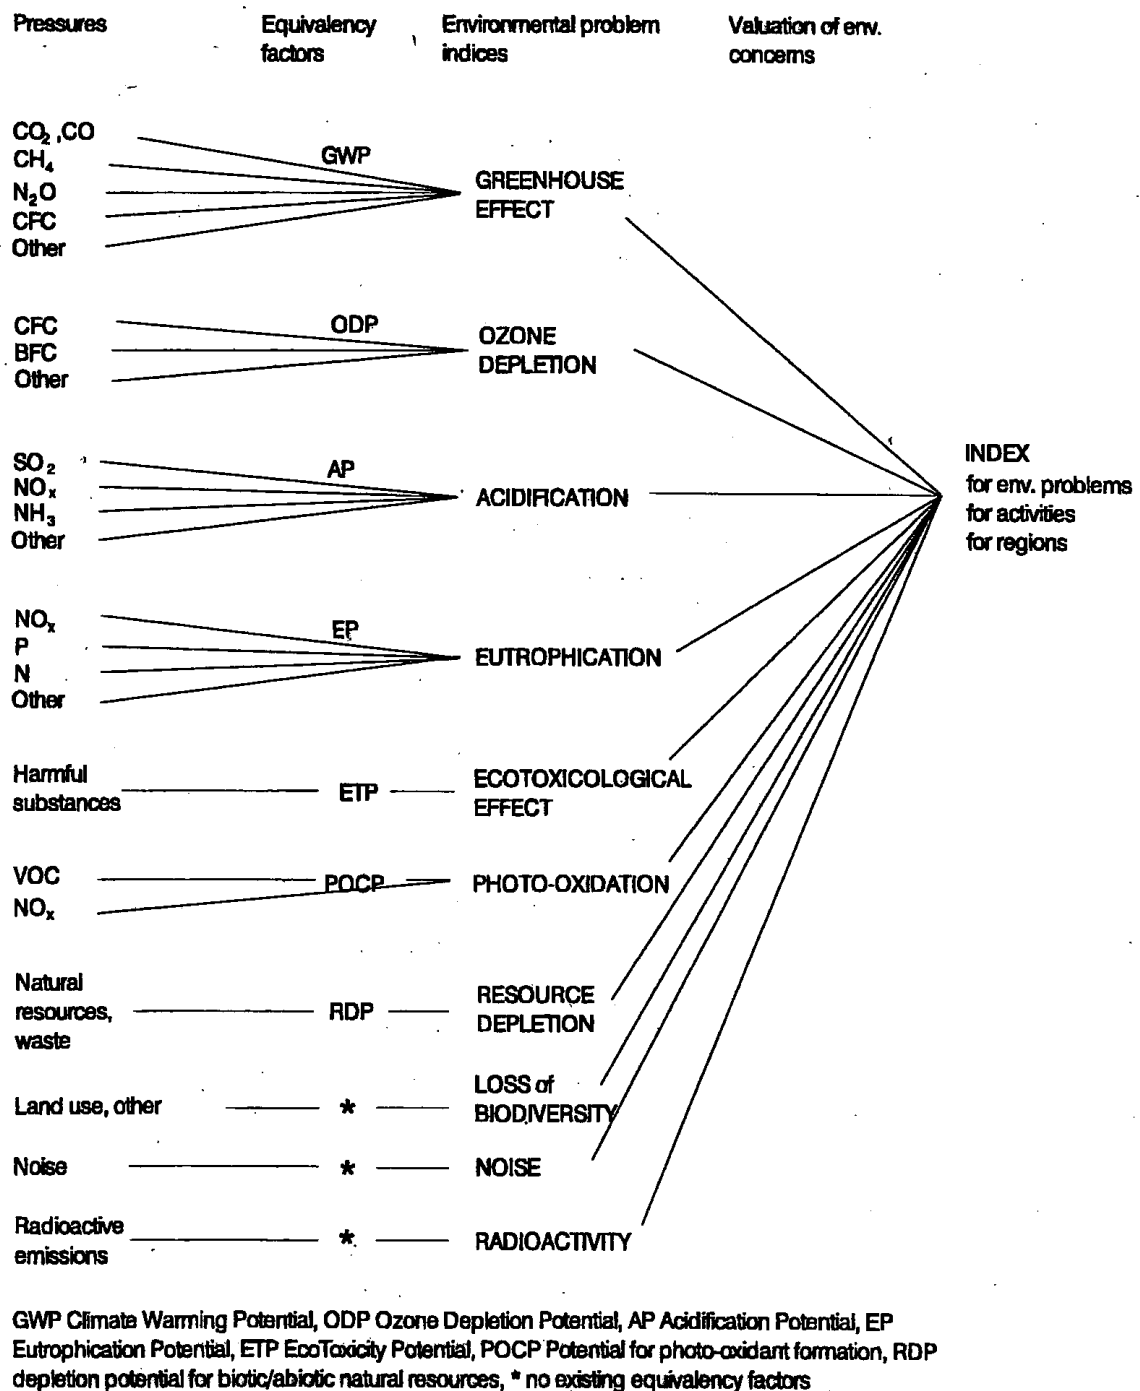 Pressures
Equivalency
factors
Environmental problem
indices
Valuation of env.
concerns
CO₂ ,CO
CH₄
N₂O
CFC
Other
GWP
GREENHOUSE
EFFECT
CFC
BFC
Other
ODP
OZONE
DEPLETION
SO₂
NOₓ
NH₃
Other
AP
ACIDIFICATION
INDEX
for env. problems
for activities
for regions
NOₓ
P
N
Other
EP
EUTROPHICATION
Harmful
substances
ETP
ECOTOXICOLOGICAL
EFFECT
VOC
NOₓ
POCP
PHOTO-OXIDATION
Natural
resources,
waste
RDP
RESOURCE
DEPLETION
Land use, other
*
LOSS of
BIODIVERSITY
Noise
*
NOISE
Radioactive
emissions
*
RADIOACTIVITY
GWP Climate Warming Potential, ODP Ozone Depletion Potential, AP Acidification Potential, EP
Eutrophication Potential, ETP EcoToxicity Potential, POCP Potential for photo-oxidant formation, RDP
depletion potential for biotic/abiotic natural resources, * no existing equivalency factors